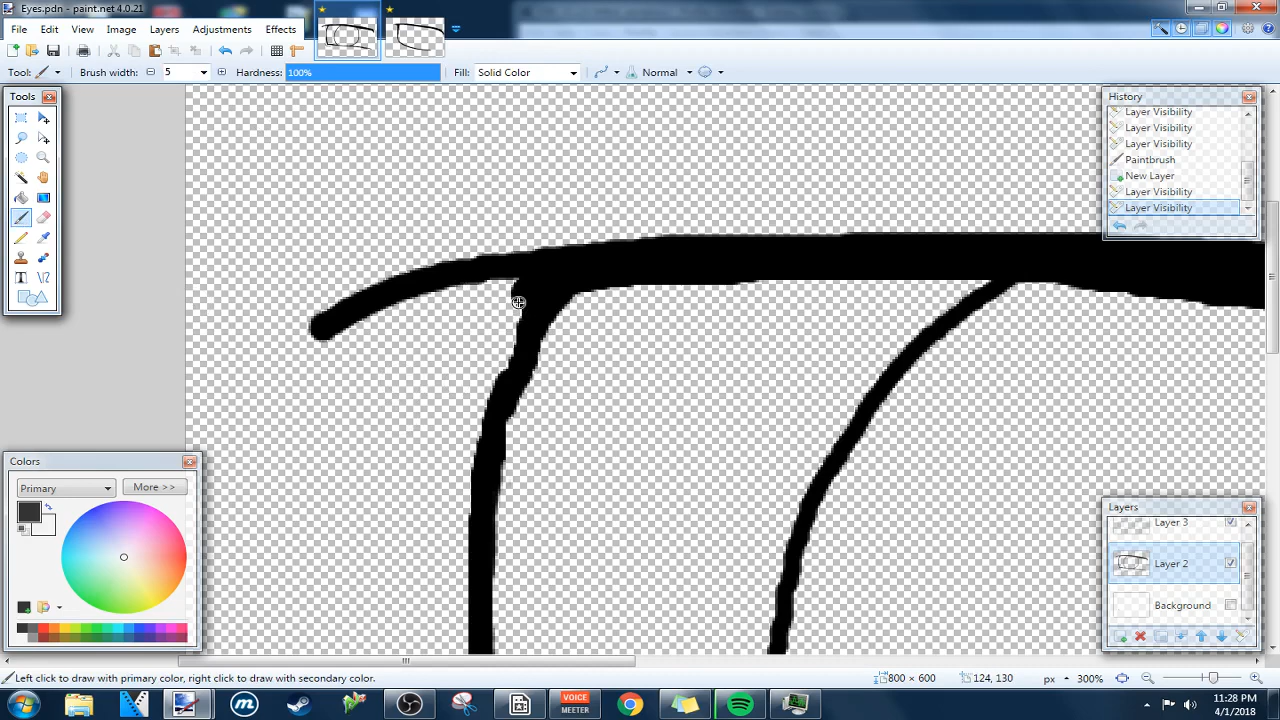 Eyes.pdn - paint.net 4.0.21
File Edit View Image Layers Adjustments Effects
Tool: Brush width: 5 Hardness: 100% Fill: Solid Color Normal
Tools
History
Layer Visibility
Layer Visibility
Layer Visibility
Paintbrush
New Layer
Layer Visibility
Layer Visibility
Colors
Primary More >>
Layers
Layer 3
Layer 2
Background
Left click to draw with primary color, right click to draw with secondary color. 800 × 600 124, 130 px 300%
VOICE
MEETER
11:28 PM
4/1/2018